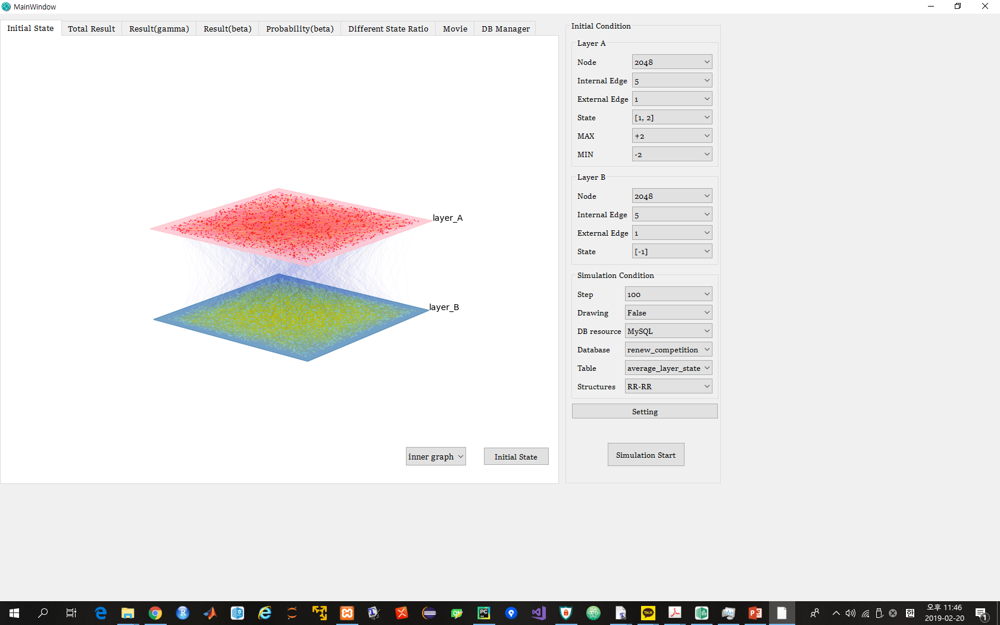 MainWindow
Initial State
Total Result
Result(gamma)
Result(beta)
Probability(beta)
Different State Ratio
Movie
DB Manager
layer_A
layer_B
inner graph
Initial State
Initial Condition
Layer A
Node
2048
Internal Edge
5
External Edge
1
State
[1, 2]
MAX
+2
MIN
-2
Layer B
Node
2048
Internal Edge
5
External Edge
1
State
[-1]
Simulation Condition
Step
100
Drawing
False
DB resource
MySQL
Database
renew_competition
Table
average_layer_state
Structures
RR-RR
Setting
Simulation Start
R
PC
TALK
한
오후 11:46
2019-02-20
1